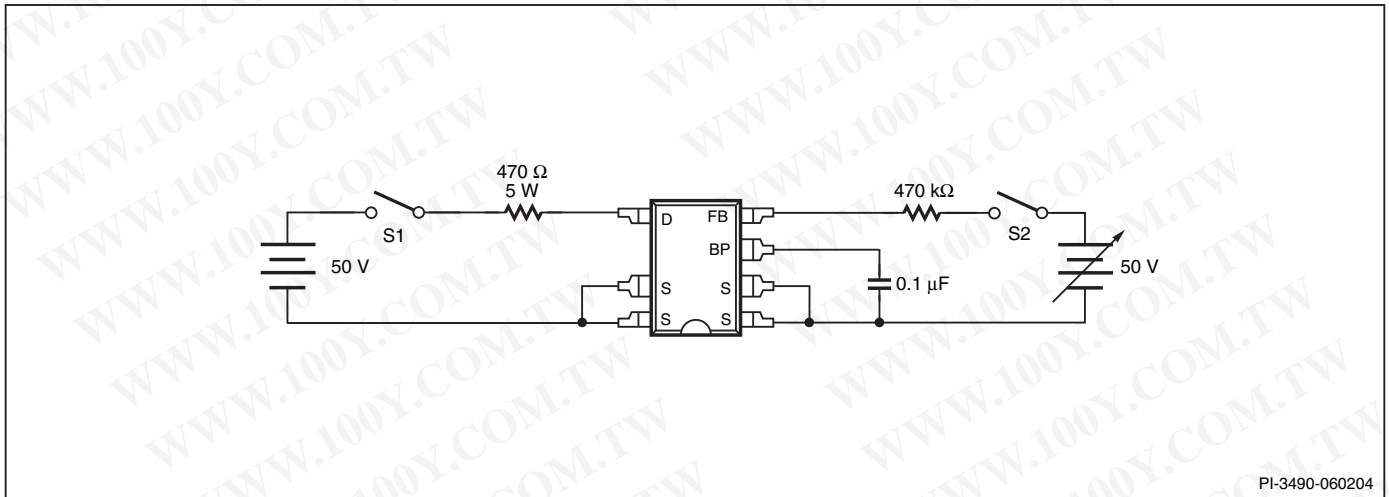 WWW.100Y.COM.TW
470 Ω
5 W
S1
50 V
D
S
S
FB
BP
S
S
470 kΩ
S2
0.1 μF
50 V
PI-3490-060204